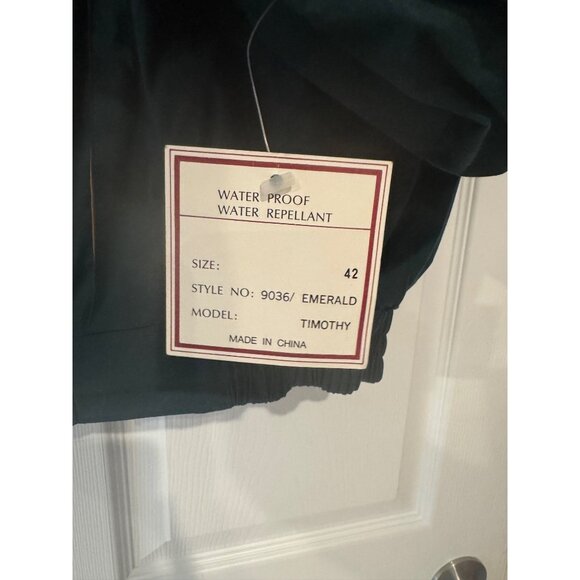 WATER PROOF
WATER REPELLANT
SIZE: 42
STYLE NO: 9036/ EMERALD
MODEL: TIMOTHY
MADE IN CHINA